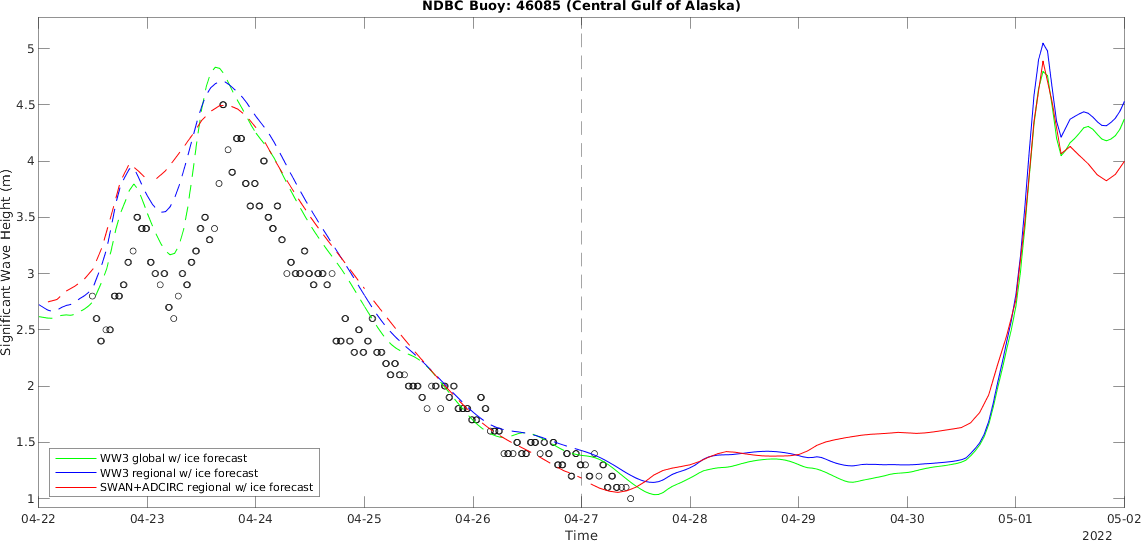 NDBC Buoy: 46085 (Central Gulf of Alaska)
Significant Wave Height (m)
5
4.5
4
3.5
3
2.5
2
1.5
1
WW3 global w/ ice forecast
WW3 regional w/ ice forecast
SWAN+ADCIRC regional w/ ice forecast
04-22 04-23 04-24 04-25 04-26 04-27 04-28 04-29 04-30 05-01 05-02
Time
2022